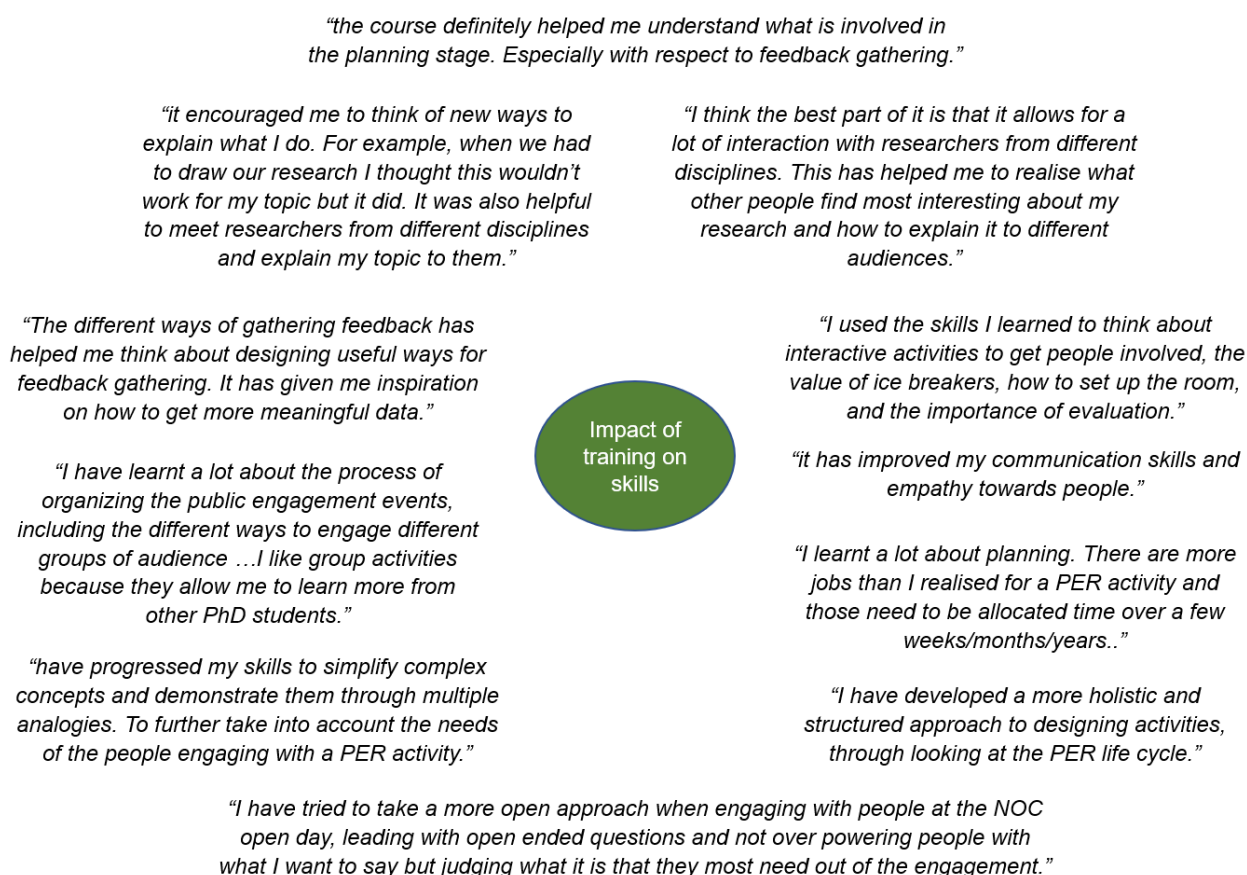 “the course definitely helped me understand what is involved in
the planning stage. Especially with respect to feedback gathering.”
“it encouraged me to think of new ways to
explain what I do. For example, when we had
to draw our research I thought this wouldn’t
work for my topic but it did. It was also helpful
to meet researchers from different disciplines
and explain my topic to them.”
“I think the best part of it is that it allows for a
lot of interaction with researchers from different
disciplines. This has helped me to realise what
other people find most interesting about my
research and how to explain it to different
audiences.”
“The different ways of gathering feedback has
helped me think about designing useful ways for
feedback gathering. It has given me inspiration
on how to get more meaningful data.”
“I used the skills I learned to think about
interactive activities to get people involved, the
value of ice breakers, how to set up the room,
and the importance of evaluation.”
Impact of
training on
skills
“I have learnt a lot about the process of
organizing the public engagement events,
including the different ways to engage different
groups of audience …I like group activities
because they allow me to learn more from
other PhD students.”
“it has improved my communication skills and
empathy towards people.”
“I learnt a lot about planning. There are more
jobs than I realised for a PER activity and
those need to be allocated time over a few
weeks/months/years..”
“have progressed my skills to simplify complex
concepts and demonstrate them through multiple
analogies. To further take into account the needs
of the people engaging with a PER activity.”
“I have developed a more holistic and
structured approach to designing activities,
through looking at the PER life cycle.”
“I have tried to take a more open approach when engaging with people at the NOC
open day, leading with open ended questions and not over powering people with
what I want to say but judging what it is that they most need out of the engagement.”